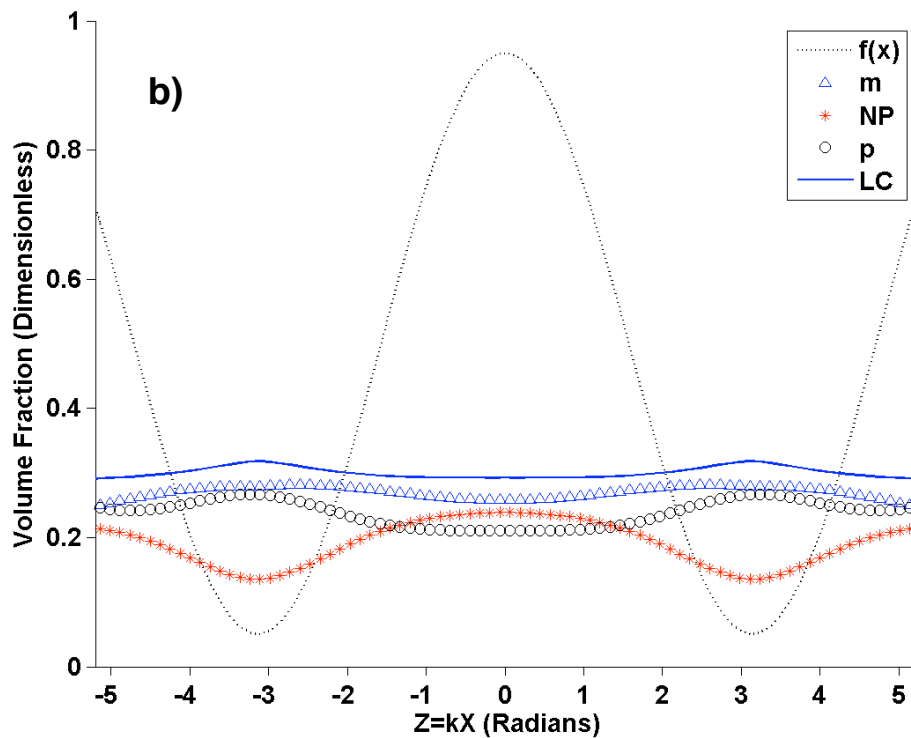 b)
f(x)
m
NP
p
LC
Volume Fraction (Dimensionless)
1
0.8
0.6
0.4
0.2
0
-5 -4 -3 -2 -1 0 1 2 3 4 5
Z=kX (Radians)